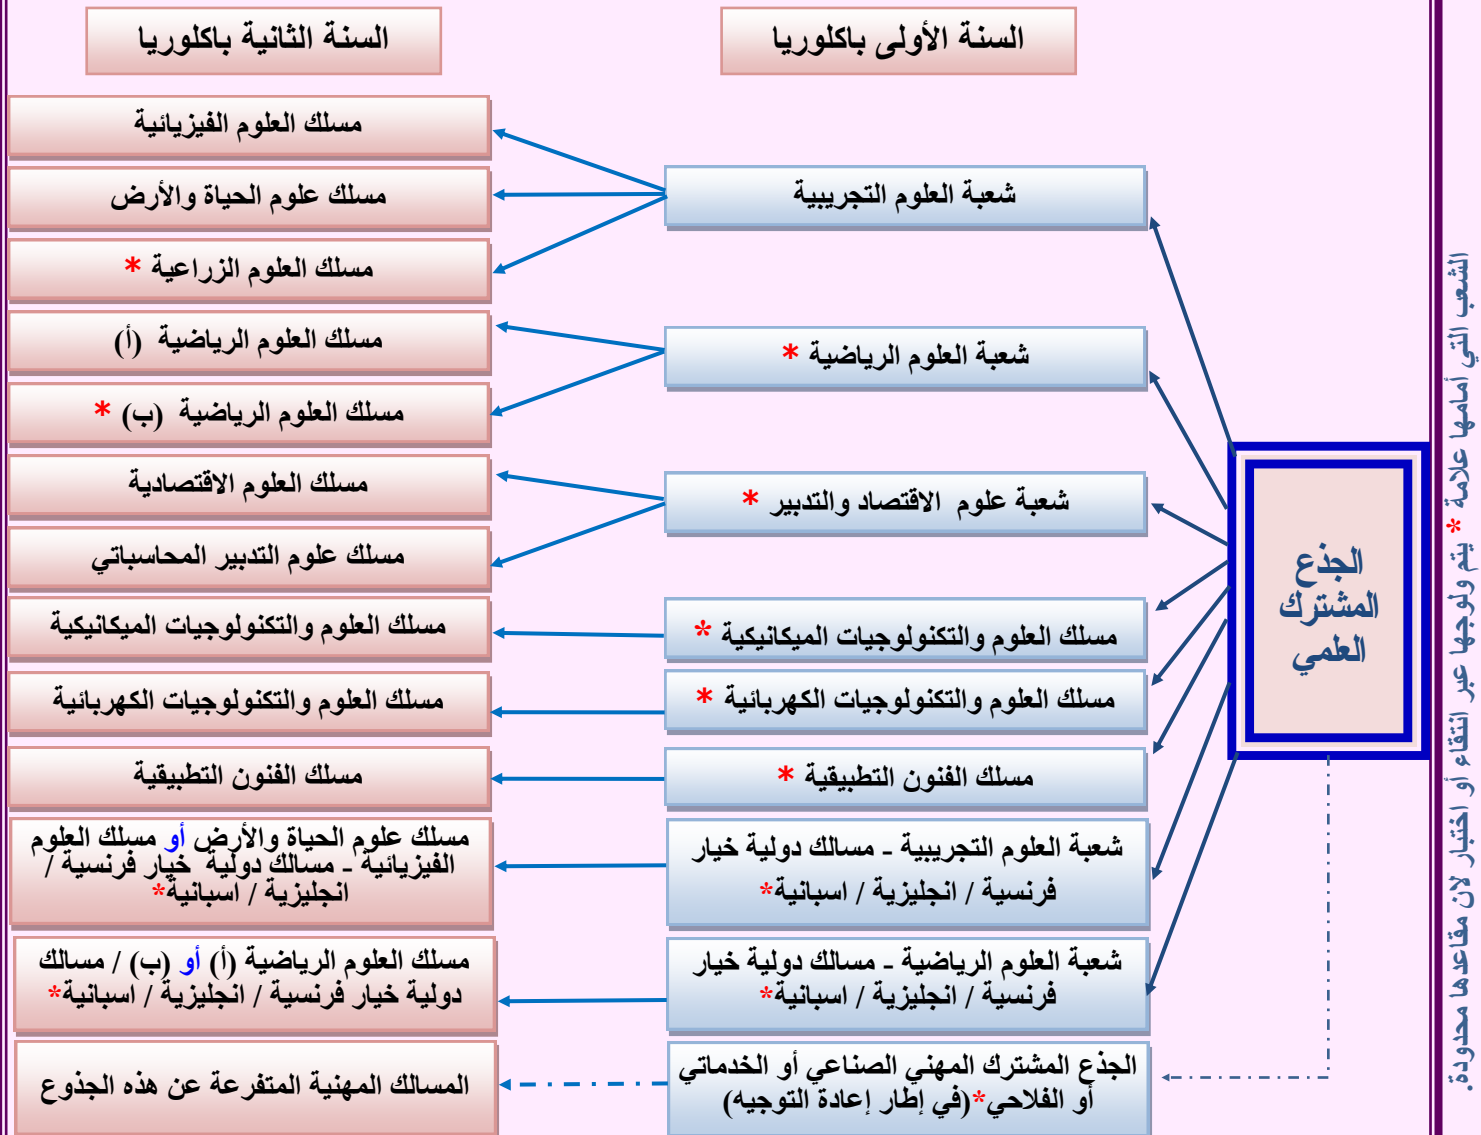 السنة الأولى باكلوريا
السنة الثانية باكلوريا
الجذع
المشترك
العلمي
شعبة العلوم التجريبية
مسلك العلوم الفيزيائية
مسلك علوم الحياة والأرض
مسلك العلوم الزراعية *
شعبة العلوم الرياضية *
مسلك العلوم الرياضية (أ)
مسلك العلوم الرياضية (ب) *
شعبة علوم الاقتصاد والتدبير *
مسلك العلوم الاقتصادية
مسلك علوم التدبير المحاسباتي
مسلك العلوم والتكنولوجيات الميكانيكية *
مسلك العلوم والتكنولوجيات الميكانيكية
مسلك العلوم والتكنولوجيات الكهربائية *
مسلك العلوم والتكنولوجيات الكهربائية
مسلك الفنون التطبيقية *
مسلك الفنون التطبيقية
شعبة العلوم التجريبية - مسالك دولية خيار
فرنسية / انجليزية / اسبانية*
مسلك علوم الحياة والأرض أو مسلك العلوم
الفيزيائية - مسالك دولية خيار فرنسية /
انجليزية / اسبانية*
شعبة العلوم الرياضية - مسالك دولية خيار
فرنسية / انجليزية / اسبانية*
مسلك العلوم الرياضية (أ) أو (ب) / مسالك
دولية خيار فرنسية / انجليزية / اسبانية*
الجذع المشترك المهني الصناعي أو الخدماتي
أو الفلاحي*(في إطار إعادة التوجيه)
المسالك المهنية المتفرعة عن هذه الجذوع
الشعب التي أمامها علامة * يتم ولوجها عبر انتقاء أو اختبار لان مقاعدها محدودة.